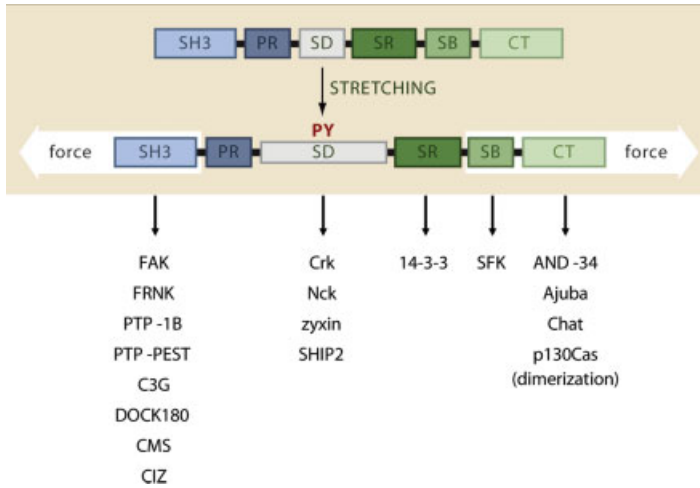 SH3 PR SD SR SB CT
STRETCHING
PY
force SH3 PR SD SR SB CT force
FAK Crk 14-3-3 SFK AND -34
FRNK Nck Ajuba
PTP -1B zyxin Chat
PTP -PEST SHIP2 p130Cas
C3G (dimerization)
DOCK180
CMS
CIZ